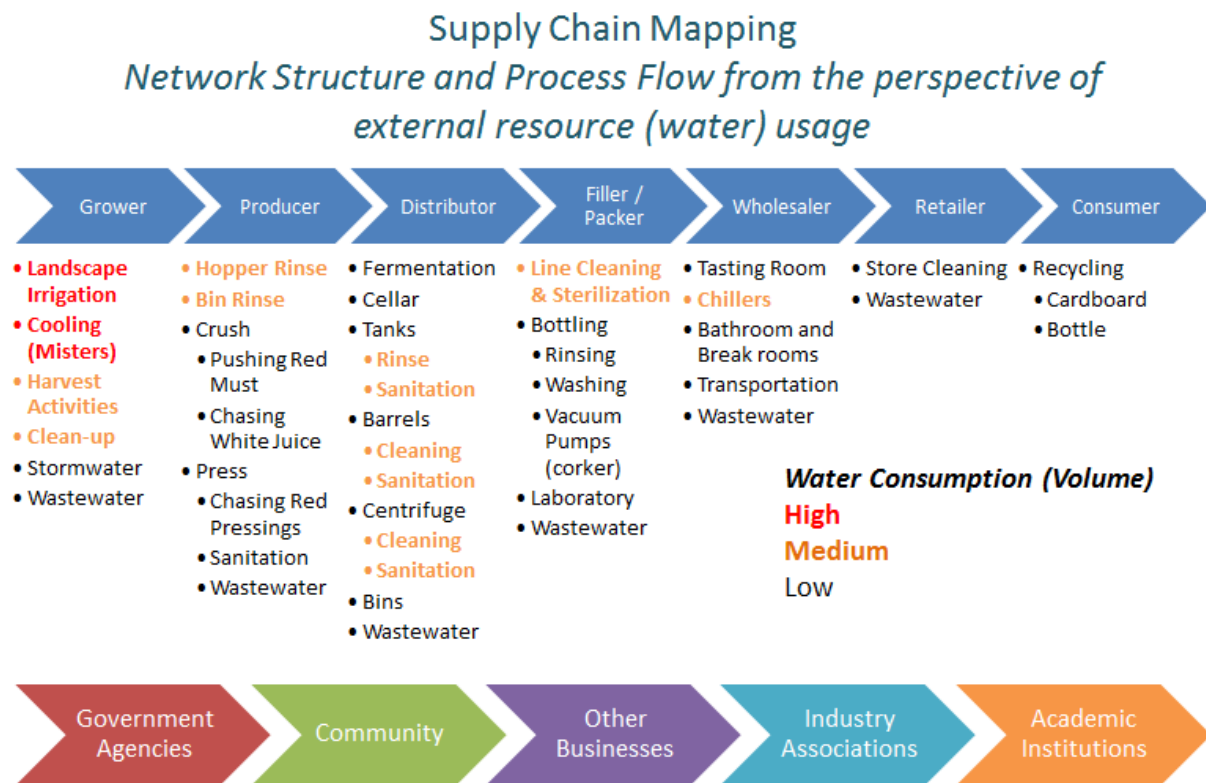 Supply Chain Mapping
Network Structure and Process Flow from the perspective of
external resource (water) usage
Grower
Producer
Distributor
Filler /
Packer
Wholesaler
Retailer
Consumer
• Landscape
Irrigation
• Cooling
(Misters)
• Harvest
Activities
• Clean-up
• Stormwater
• Wastewater
• Hopper Rinse
• Bin Rinse
• Crush
• Pushing Red
Must
• Chasing
White Juice
• Press
• Chasing Red
Pressings
• Sanitation
• Wastewater
• Fermentation
• Cellar
• Tanks
• Rinse
• Sanitation
• Barrels
• Cleaning
• Sanitation
• Centrifuge
• Cleaning
• Sanitation
• Bins
• Wastewater
• Line Cleaning
& Sterilization
• Bottling
• Rinsing
• Washing
• Vacuum
Pumps
(corker)
• Laboratory
• Wastewater
• Tasting Room
• Chillers
• Bathroom and
Break rooms
• Transportation
• Wastewater
• Store Cleaning
• Wastewater
• Recycling
• Cardboard
• Bottle
Water Consumption (Volume)
High
Medium
Low
Government
Agencies
Community
Other
Businesses
Industry
Associations
Academic
Institutions